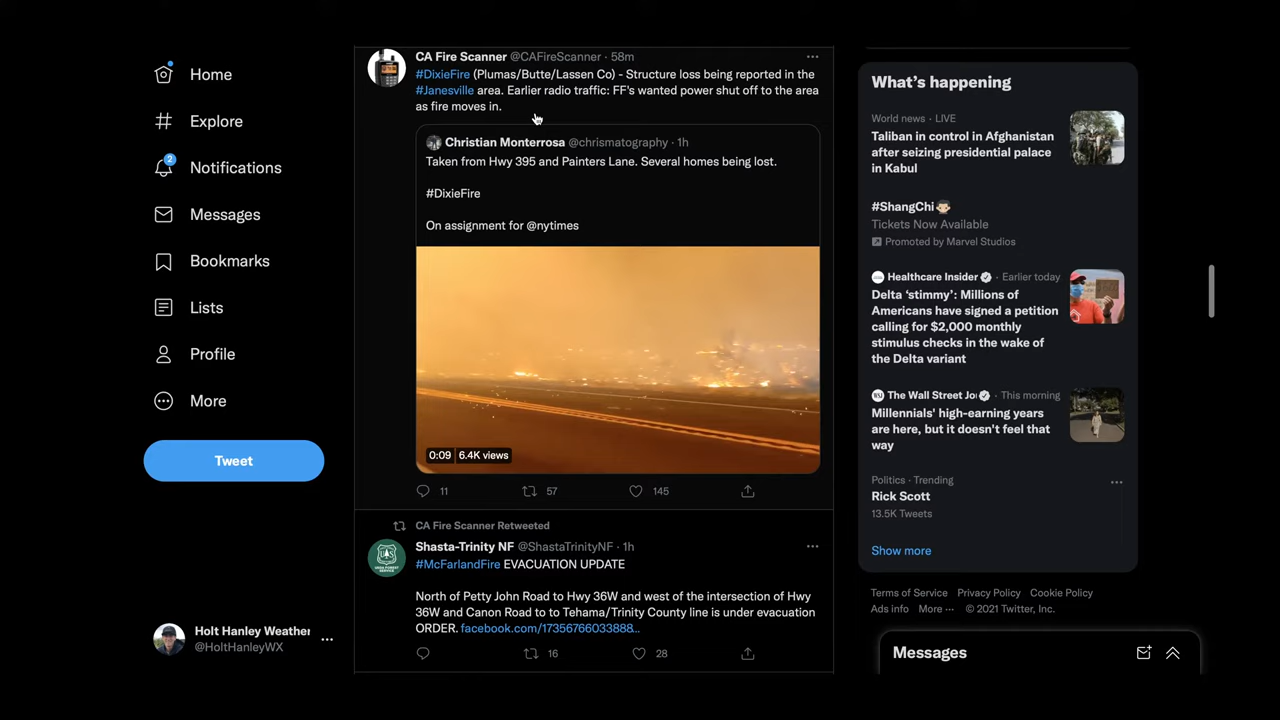 Home
Explore
2
Notifications
Messages
Bookmarks
Lists
Profile
More
Tweet
Holt Hanley Weather
@HoltHanleyWX
CA Fire Scanner @CAFireScanner · 58m
#DixieFire (Plumas/Butte/Lassen Co) - Structure loss being reported in the
#Janesville area. Earlier radio traffic: FF's wanted power shut off to the area
as fire moves in.
Christian Monterrosa @chrismatography · 1h
Taken from Hwy 395 and Painters Lane. Several homes being lost.
#DixieFire
On assignment for @nytimes
0:09 6.4K views
11 57 145
CA Fire Scanner Retweeted
Shasta-Trinity NF @ShastaTrinityNF · 1h
#McFarlandFire EVACUATION UPDATE
North of Petty John Road to Hwy 36W and west of the intersection of Hwy
36W and Canon Road to to Tehama/Trinity County line is under evacuation
ORDER. facebook.com/17356766033888...
16 28
What's happening
World news · LIVE
Taliban in control in Afghanistan
after seizing presidential palace
in Kabul
#ShangChi
Tickets Now Available
Promoted by Marvel Studios
Healthcare Insider · Earlier today
Delta 'stimmy': Millions of
Americans have signed a petition
calling for $2,000 monthly
stimulus checks in the wake of
the Delta variant
The Wall Street Jo · This morning
Millennials' high-earning years
are here, but it doesn't feel that
way
Politics · Trending
Rick Scott
13.5K Tweets
Show more
Terms of Service Privacy Policy Cookie Policy
Ads info More ··· © 2021 Twitter, Inc.
Messages